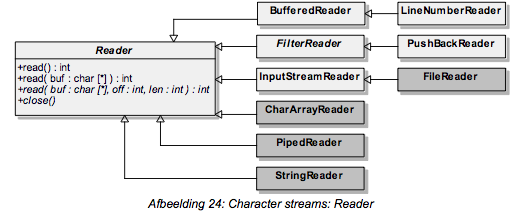 BufferedReader
LineNumberReader
Reader
FilterReader
PushBackReader
+read() : int
+read( buf : char [*] ) : int
+read( buf : char [*], off : int, len : int ) : int
+close()
InputStreamReader
FileReader
CharArrayReader
PipedReader
StringReader
Afbeelding 24: Character streams: Reader